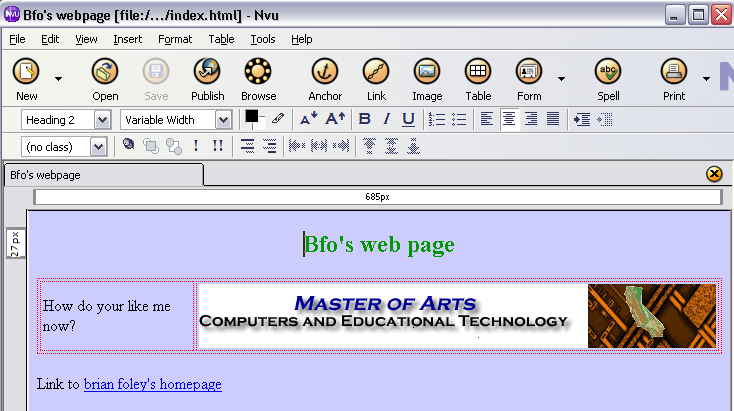 Bfo's webpage [file:/.../index.html] - Nvu
File Edit View Insert Format Table Tools Help
New Open Save Publish Browse Anchor Link Image Table Form Spell Print
Heading 2 Variable Width B I U
(no class) ! !!
Bfo's webpage
685px
27px
Bfo's web page
How do your like me
now?
MASTER OF ARTS
COMPUTERS AND EDUCATIONAL TECHNOLOGY
Link to brian foley's homepage